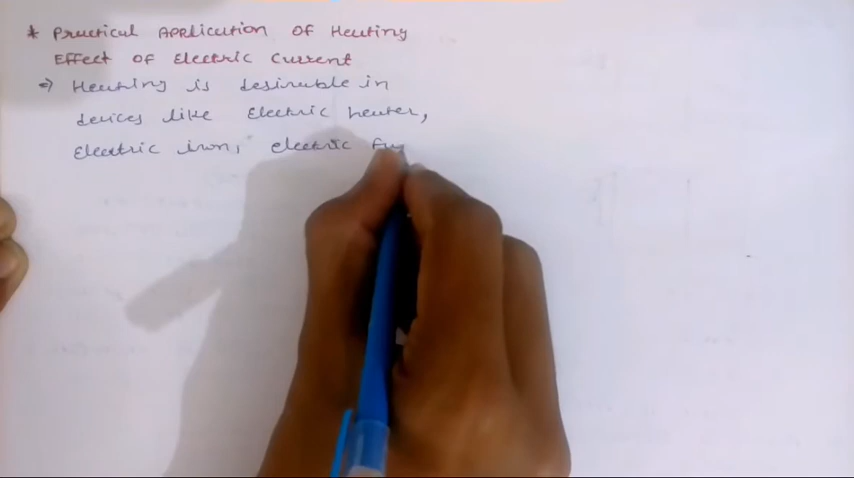 * Practical Application of Heating
Effect of Electric Current
⇒ Heating is desirable in
devices like Electric heater,
Electric iron, electric fu